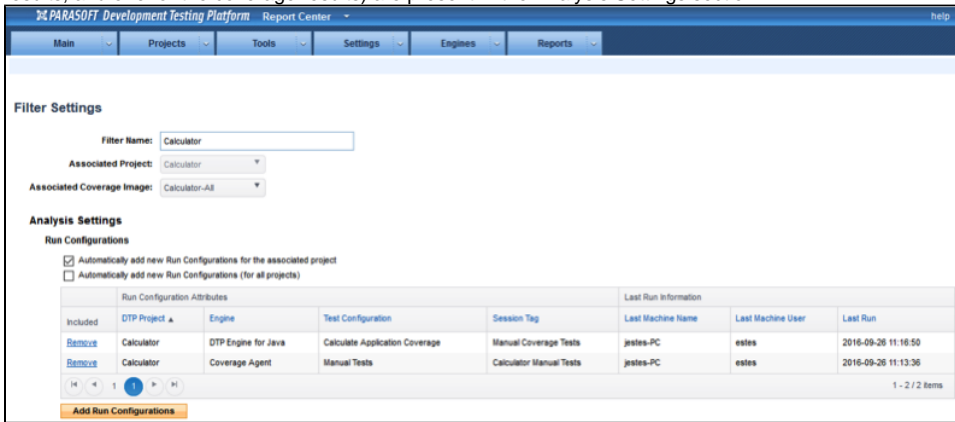 PARASOFT Development Testing Platform Report Center
help
Main Projects Tools Settings Engines Reports
Filter Settings
Filter Name: Calculator
Associated Project: Calculator
Associated Coverage Image: Calculator-All
Analysis Settings
Run Configurations
Automatically add new Run Configurations for the associated project
Automatically add new Run Configurations (for all projects)
Run Configuration Attributes Last Run Information
Included DTP Project Engine Test Configuration Session Tag Last Machine Name Last Machine User Last Run
Remove Calculator DTP Engine for Java Calculate Application Coverage Manual Coverage Tests jestes-PC estes 2016-09-26 11:16:50
Remove Calculator Coverage Agent Manual Tests Calculator Manual Tests jestes-PC estes 2016-09-26 11:13:36
1 1 1 - 2 / 2 items
Add Run Configurations